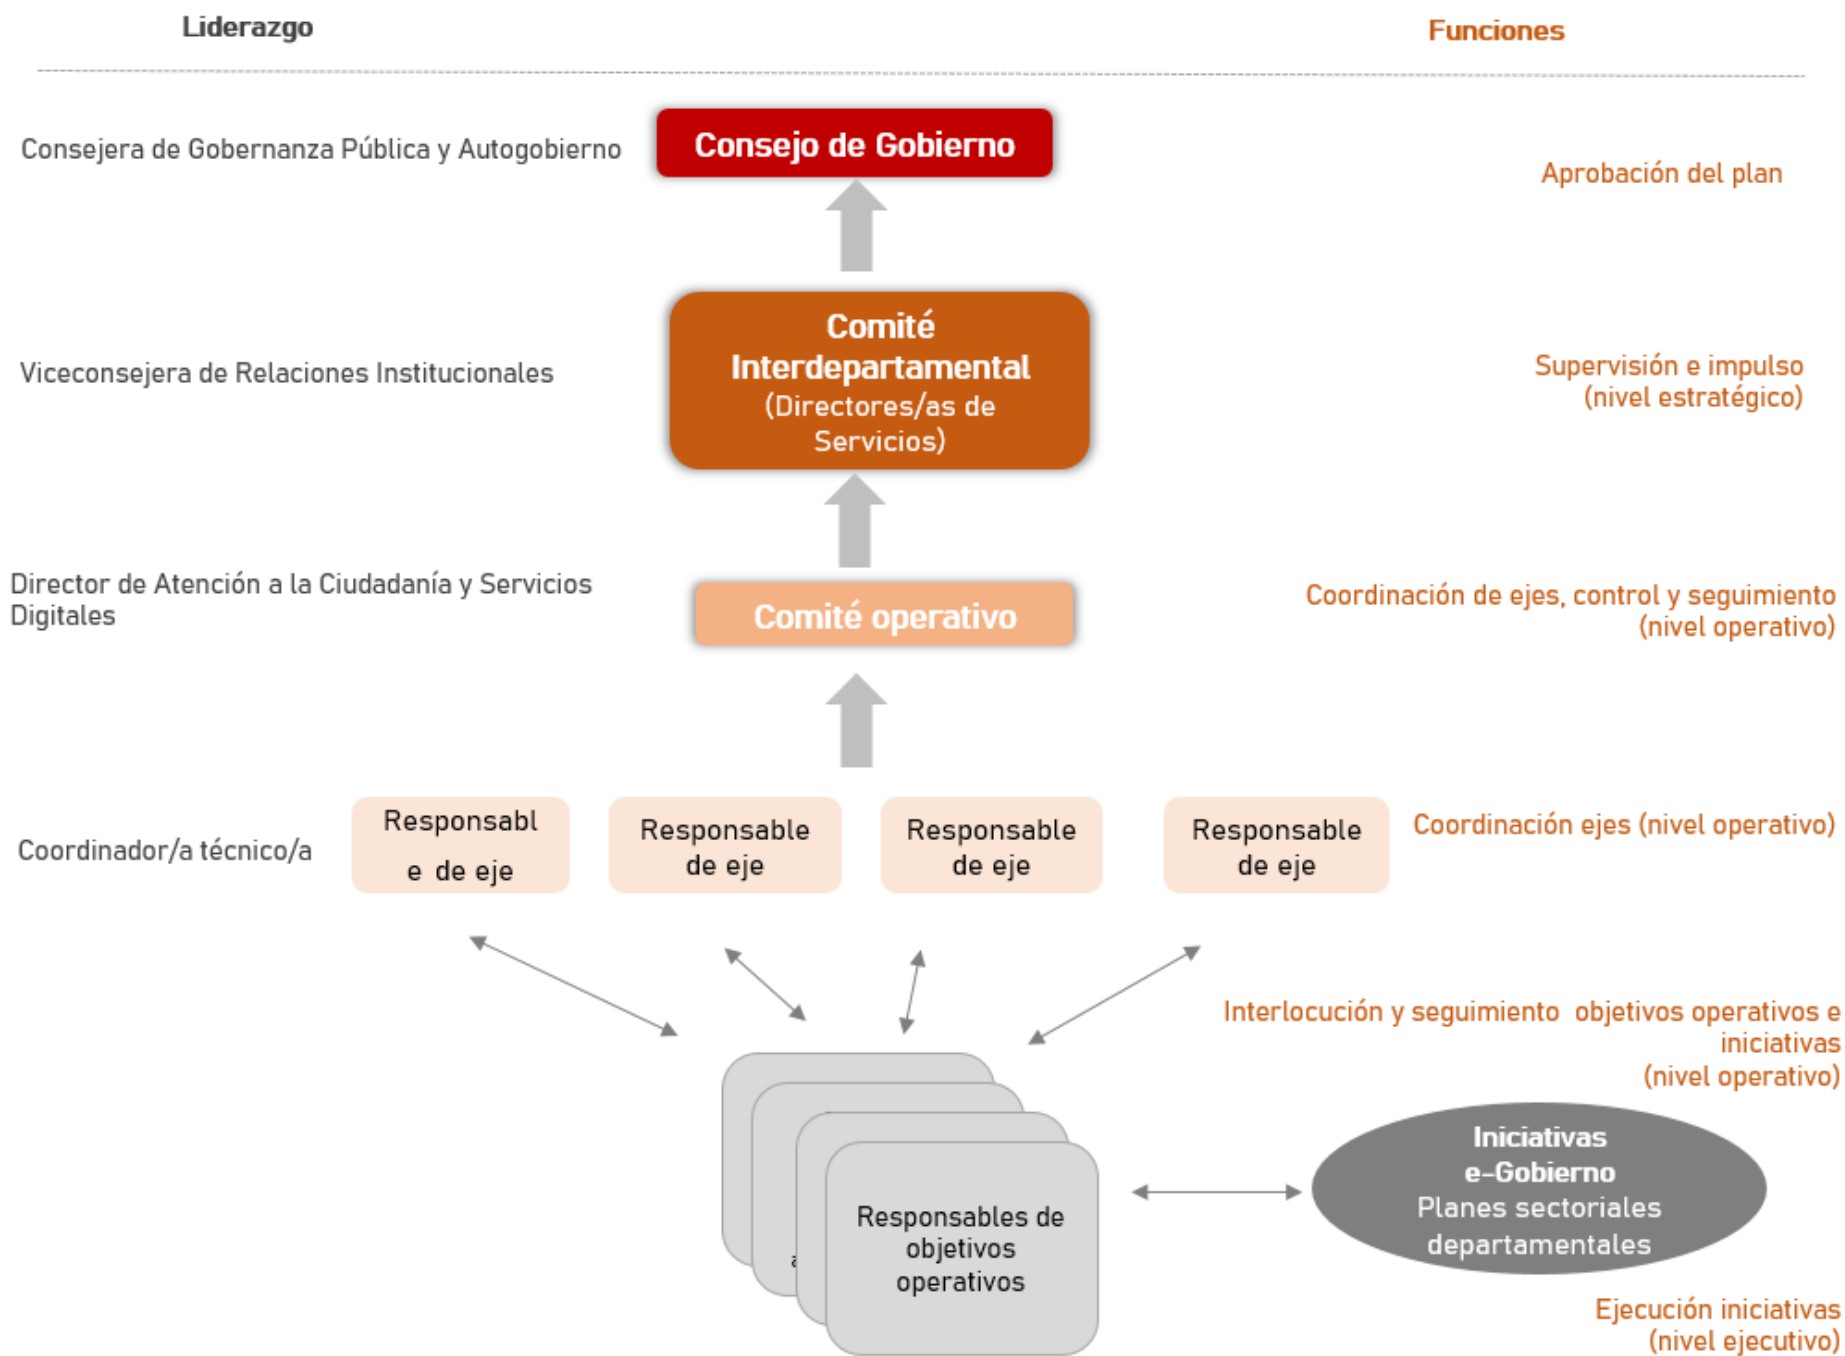 Liderazgo
Funciones
Consejera de Gobernanza Pública y Autogobierno
Consejo de Gobierno
Aprobación del plan
Comité
Interdepartamental
(Directores/as de
Servicios)
Viceconsejera de Relaciones Institucionales
Supervisión e impulso
(nivel estratégico)
Director de Atención a la Ciudadanía y Servicios
Digitales
Comité operativo
Coordinación de ejes, control y seguimiento
(nivel operativo)
Coordinador/a técnico/a
Responsabl
e de eje
Responsable
de eje
Responsable
de eje
Responsable
de eje
Coordinación ejes (nivel operativo)
Interlocución y seguimiento objetivos operativos e
iniciativas
(nivel operativo)
Responsables de
objetivos
operativos
Iniciativas
e-Gobierno
Planes sectoriales
departamentales
Ejecución iniciativas
(nivel ejecutivo)